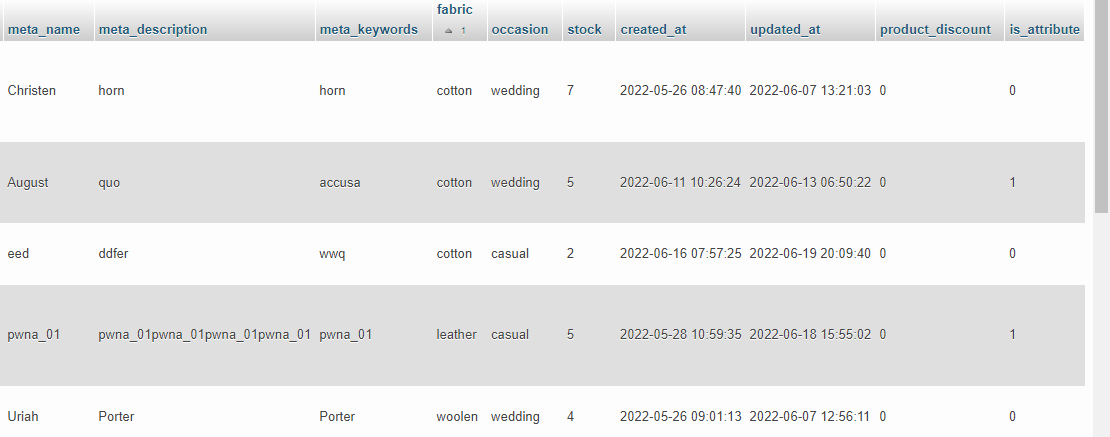 fabric
meta_name meta_description meta_keywords 1 occasion stock created_at updated_at product_discount is_attribute
Christen horn horn cotton wedding 7 2022-05-26 08:47:40 2022-06-07 13:21:03 0 0
August quo accusa cotton wedding 5 2022-06-11 10:26:24 2022-06-13 06:50:22 0 1
eed ddfer wwq cotton casual 2 2022-06-16 07:57:25 2022-06-19 20:09:40 0 0
pwna_01 pwna_01pwna_01pwna_01pwna_01 pwna_01 leather casual 5 2022-05-28 10:59:35 2022-06-18 15:55:02 0 1
Uriah Porter Porter woolen wedding 4 2022-05-26 09:01:13 2022-06-07 12:56:11 0 0